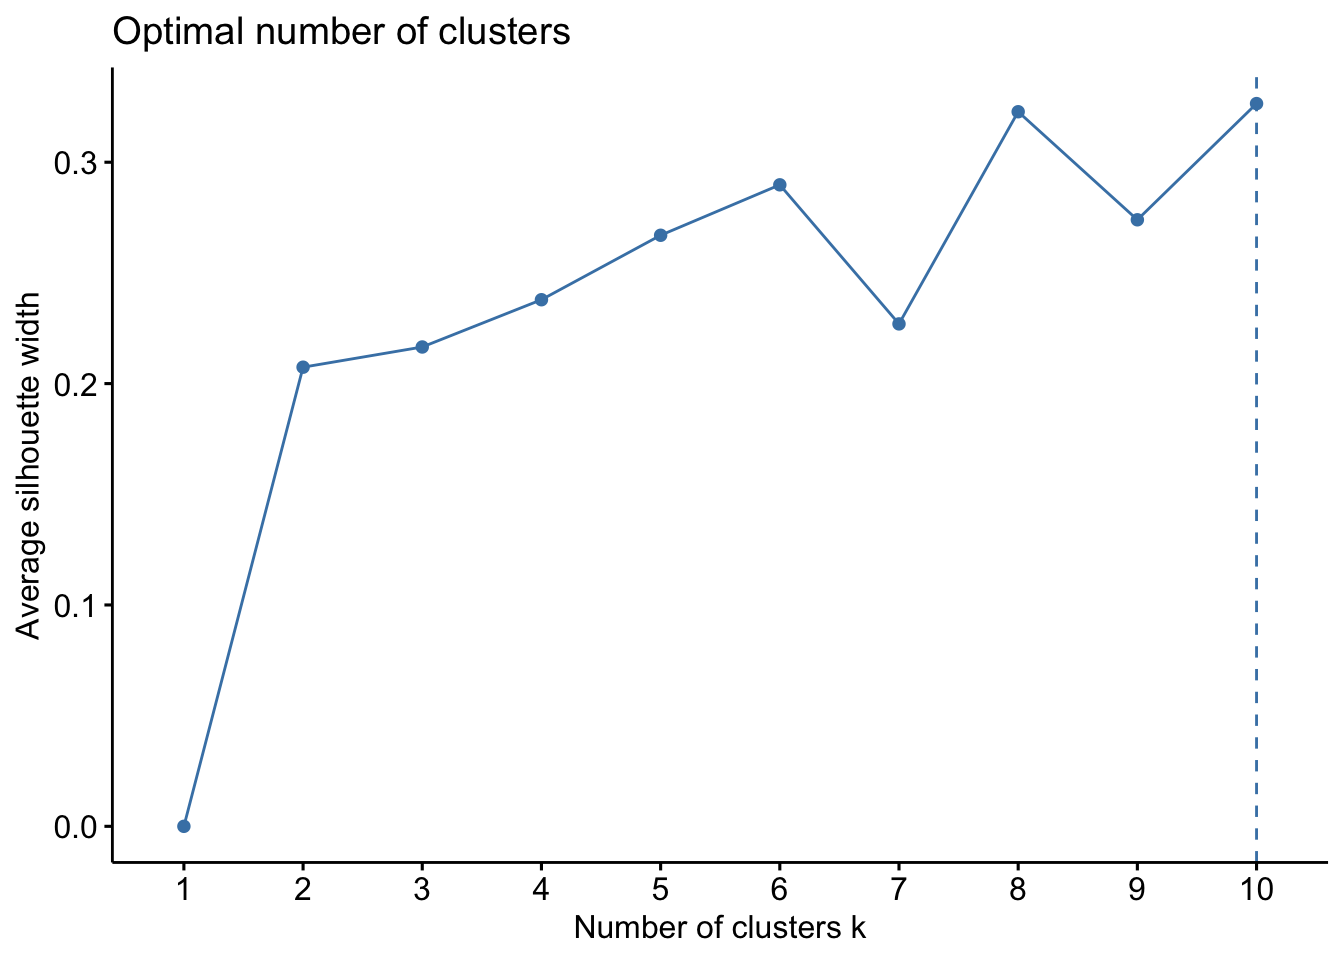 Optimal number of clusters
Average silhouette width
0.3
0.2
0.1
0.0
1 2 3 4 5 6 7 8 9 10
Number of clusters k